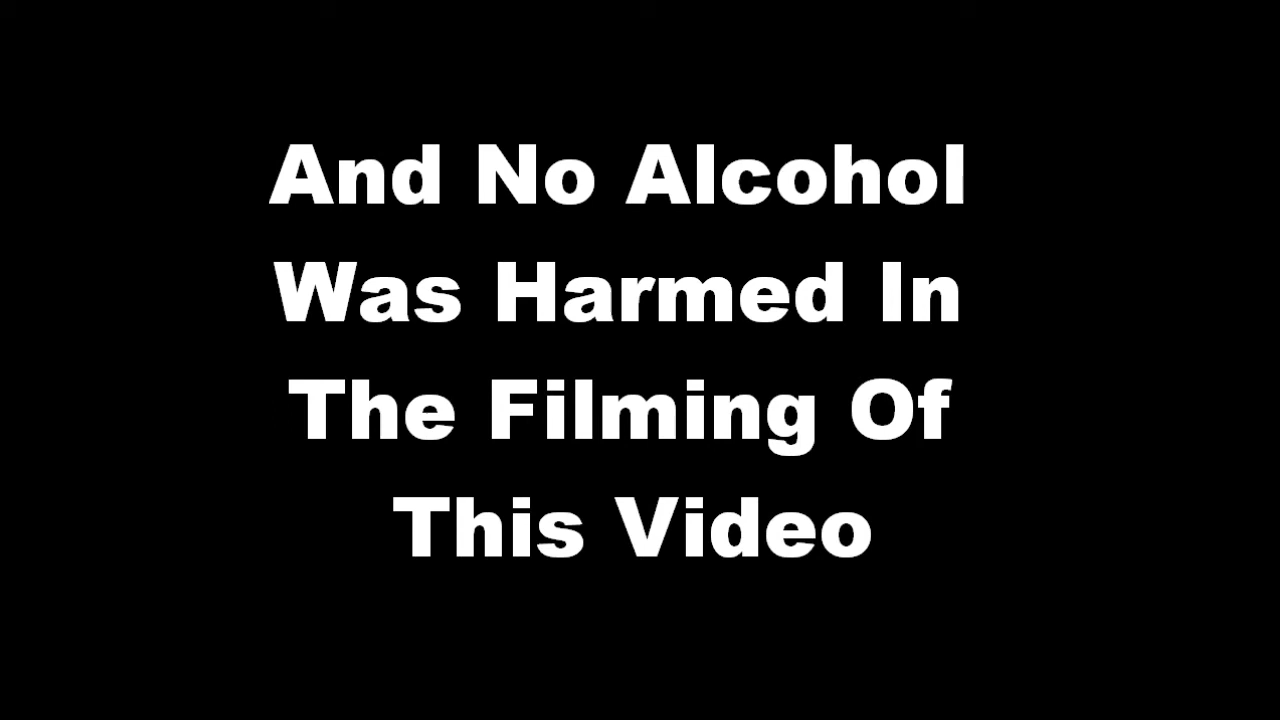 And No Alcohol
Was Harmed In
The Filming Of
This Video